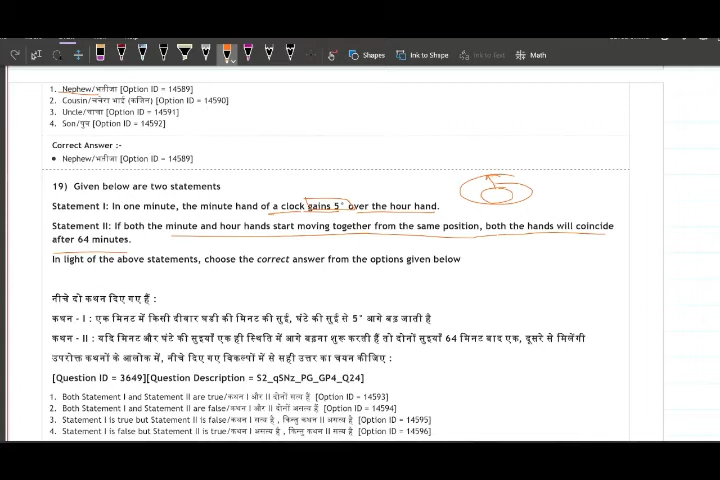 Shapes
Ink to Shape
Ink to Text
Math
1. Nephew/भतीजा [Option ID = 14589]
2. Cousin/चचेरा भाई (कज़िन) [Option ID = 14590]
3. Uncle/चाचा [Option ID = 14591]
4. Son/पुत्र [Option ID = 14592]
Correct Answer :-
• Nephew/भतीजा [Option ID = 14589]
19) Given below are two statements
Statement I: In one minute, the minute hand of a clock gains 5° over the hour hand.
Statement II: If both the minute and hour hands start moving together from the same position, both the hands will coincide
after 64 minutes.
In light of the above statements, choose the correct answer from the options given below
नीचे दो कथन दिए गए हैं :
कथन - I : एक मिनट में किसी दीवार घड़ी की मिनट की सुई, घंटे की सुई से 5° आगे बढ़ जाती है
कथन - II : यदि मिनट और घंटे की सुइयाँ एक ही स्थिति में आगे बढ़ना शुरू करती हैं तो दोनों सुइयाँ 64 मिनट बाद एक, दूसरे से मिलेंगी
उपरोक्त कथनों के आलोक में, नीचे दिए गए विकल्पों में से सही उत्तर का चयन कीजिए :
[Question ID = 3649][Question Description = S2_qSNz_PG_GP4_Q24]
1. Both Statement I and Statement II are true/कथन I और II दोनों सत्य हैं [Option ID = 14593]
2. Both Statement I and Statement II are false/कथन I और II दोनों असत्य हैं [Option ID = 14594]
3. Statement I is true but Statement II is false/कथन I सत्य है , किन्तु कथन II असत्य है [Option ID = 14595]
4. Statement I is false but Statement II is true/कथन I असत्य है , किन्तु कथन II सत्य है [Option ID = 14596]